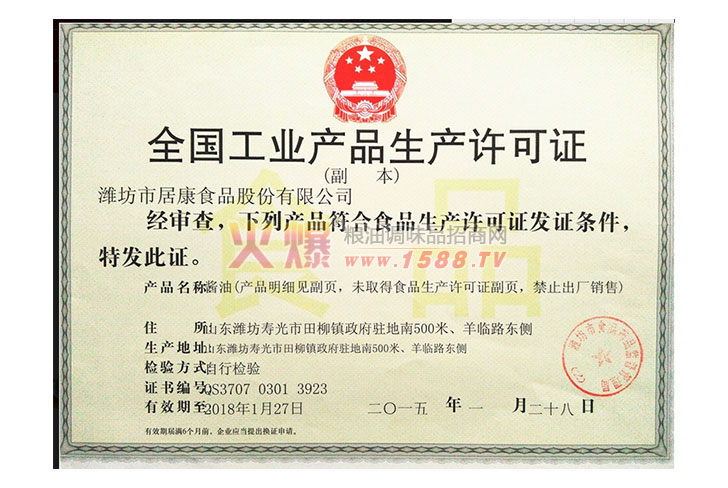 全国工业产品生产许可证
(副 本)
潍坊市居康食品股份有限公司
经审查，下列产品符合食品生产许可证发证条件，
特发此证。
食品
火爆 粮油调味品招商网
www.1588.TV
产品名称 酱油(产品明细见副页，未取得食品生产许可证副页，禁止出厂销售)
住 所 山东潍坊寿光市田柳镇政府驻地南500米、羊临路东侧
生产地址 山东潍坊寿光市田柳镇政府驻地南500米、羊临路东侧
检验方式 自行检验
证书编号 QS3707 0301 3923
有效期至 2018年1月27日 二〇一五 年 一 月 二十八 日
有效期届满6个月前，企业应当提出换证申请。